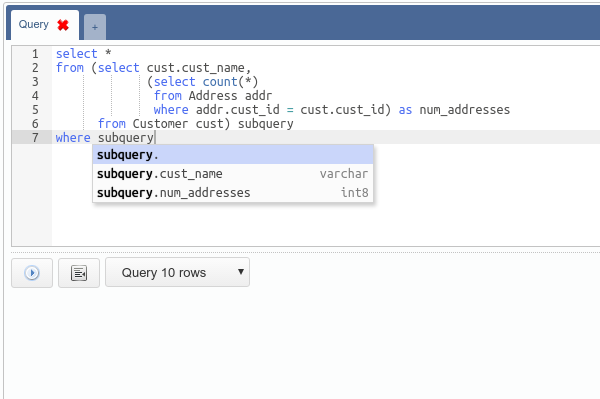 Query ✖ +
1 select *
2 from (select cust.cust_name,
3 (select count(*)
4 from Address addr
5 where addr.cust_id = cust.cust_id) as num_addresses
6 from Customer cust) subquery
7 where subquery
subquery.
subquery.cust_name varchar
subquery.num_addresses int8
Query 10 rows ▼